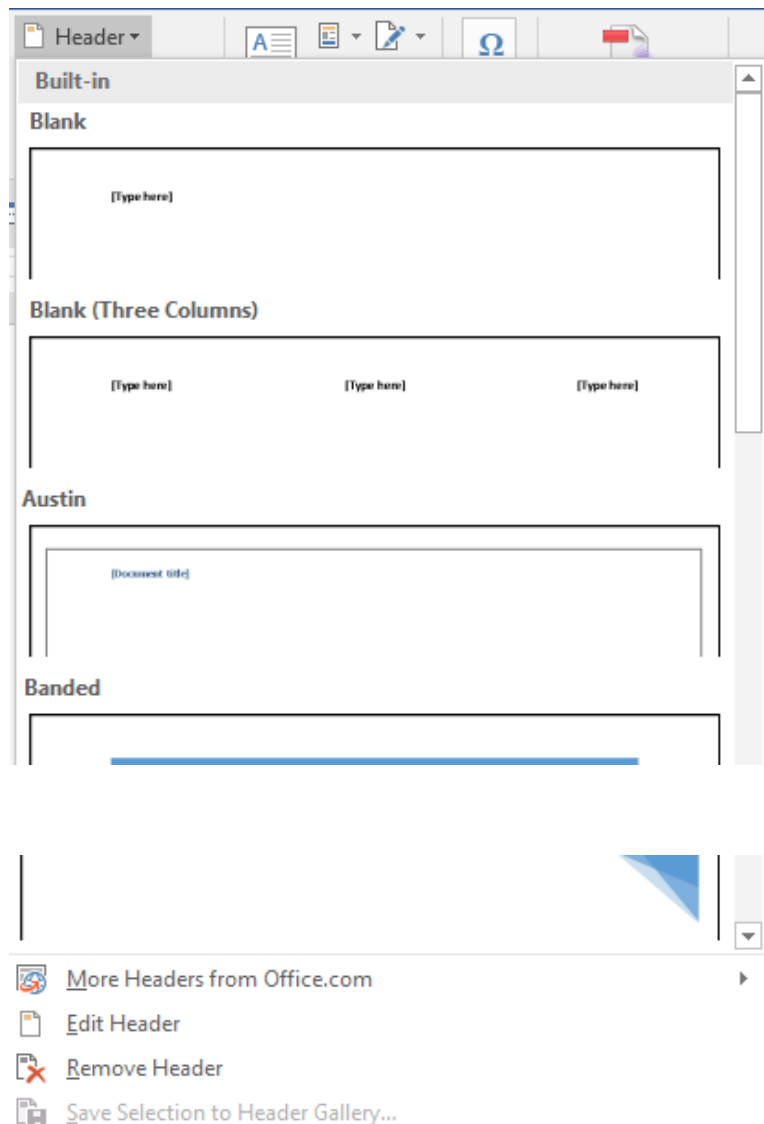 Header
A
Ω
Built-in
Blank
[Type here]
Blank (Three Columns)
[Type here] [Type here] [Type here]
Austin
[Document title]
Banded
More Headers from Office.com
Edit Header
Remove Header
Save Selection to Header Gallery...